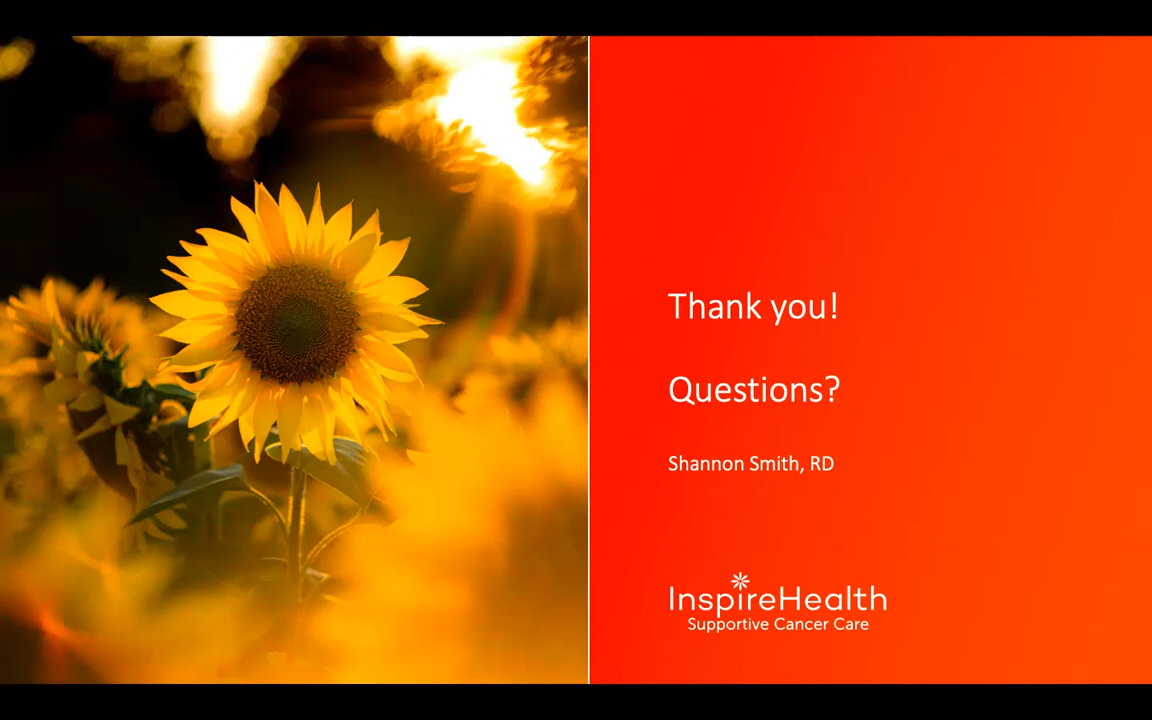 Thank you!
Questions?
Shannon Smith, RD
InspireHealth
Supportive Cancer Care